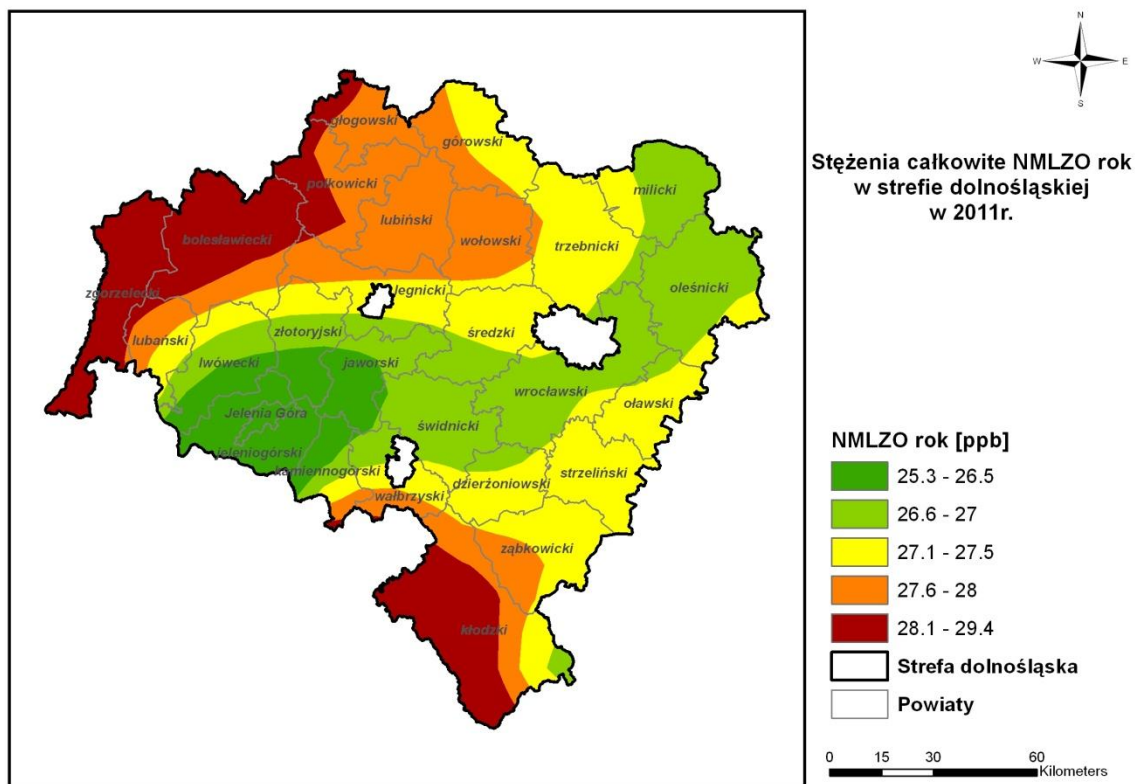 N
W E
S
Stężenia całkowite NMLZO rok
w strefie dolnośląskiej
w 2011r.
głogowski
górowski
polkowicki
milicki
lubiński
bolesławiecki
wołowski
trzebnicki
zgorzelecki
legnicki
oleśnicki
złotoryjski
średzki
lubański
lwówecki
jaworski
wrocławski
oławski
Jelenia Góra
świdnicki
jeleniogórski
kamiennogórski
strzeliński
dzierżoniowski
wałbrzyski
ząbkowicki
kłodzki
NMLZO rok [ppb]
25.3 - 26.5
26.6 - 27
27.1 - 27.5
27.6 - 28
28.1 - 29.4
Strefa dolnośląska
Powiaty
0 15 30 60
Kilometers